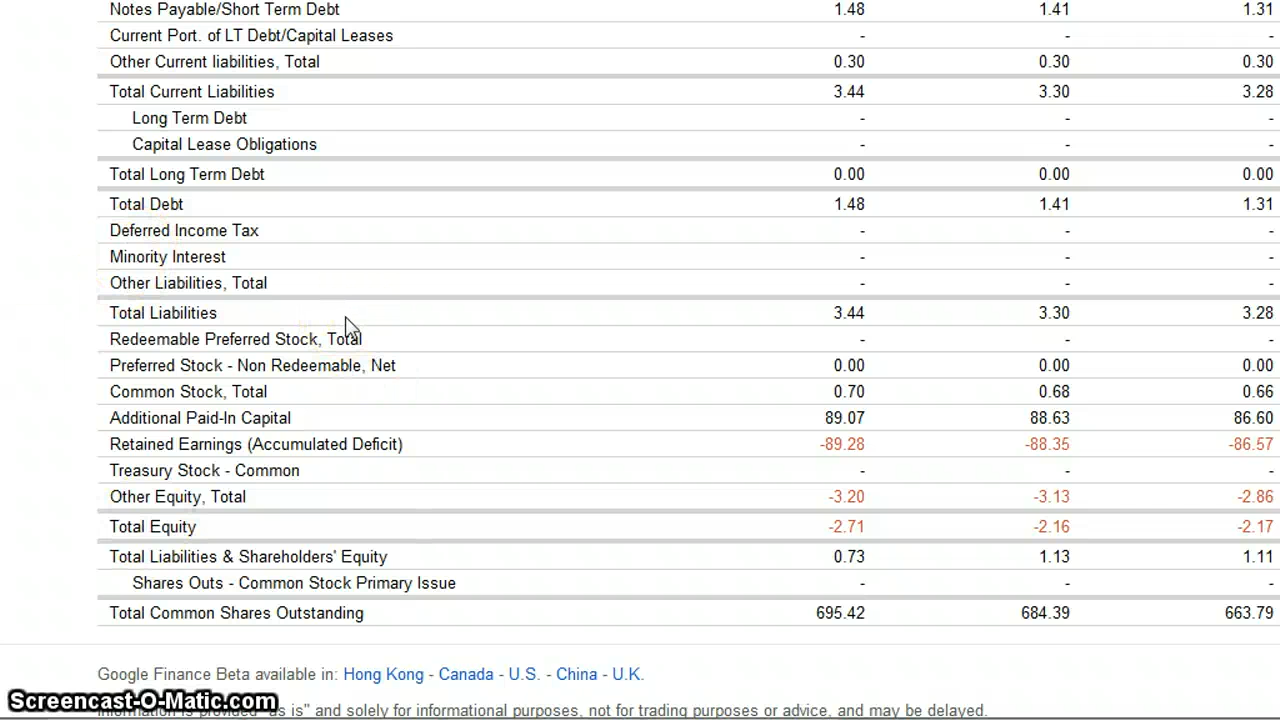 Notes Payable/Short Term Debt 1.48 1.41 1.31
Current Port. of LT Debt/Capital Leases - - -
Other Current liabilities, Total 0.30 0.30 0.30
Total Current Liabilities 3.44 3.30 3.28
Long Term Debt - - -
Capital Lease Obligations - - -
Total Long Term Debt 0.00 0.00 0.00
Total Debt 1.48 1.41 1.31
Deferred Income Tax - - -
Minority Interest - - -
Other Liabilities, Total - - -
Total Liabilities 3.44 3.30 3.28
Redeemable Preferred Stock, Total - - -
Preferred Stock - Non Redeemable, Net 0.00 0.00 0.00
Common Stock, Total 0.70 0.68 0.66
Additional Paid-In Capital 89.07 88.63 86.60
Retained Earnings (Accumulated Deficit) -89.28 -88.35 -86.57
Treasury Stock - Common - - -
Other Equity, Total -3.20 -3.13 -2.86
Total Equity -2.71 -2.16 -2.17
Total Liabilities & Shareholders' Equity 0.73 1.13 1.11
Shares Outs - Common Stock Primary Issue - - -
Total Common Shares Outstanding 695.42 684.39 663.79
Google Finance Beta available in: Hong Kong - Canada - U.S. - China - U.K.
Screencast-O-Matic.com
Information is provided "as is" and solely for informational purposes, not for trading purposes or advice, and may be delayed.